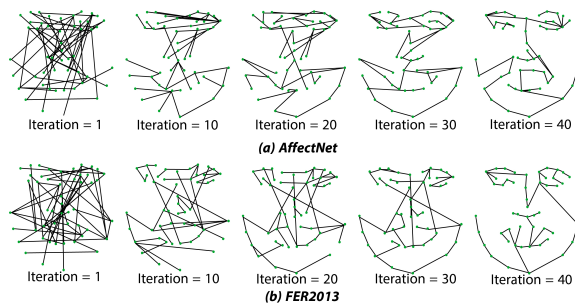 Iteration = 1 Iteration = 10 Iteration = 20 Iteration = 30 Iteration = 40
(a) AffectNet
Iteration = 1 Iteration = 10 Iteration = 20 Iteration = 30 Iteration = 40
(b) FER2013